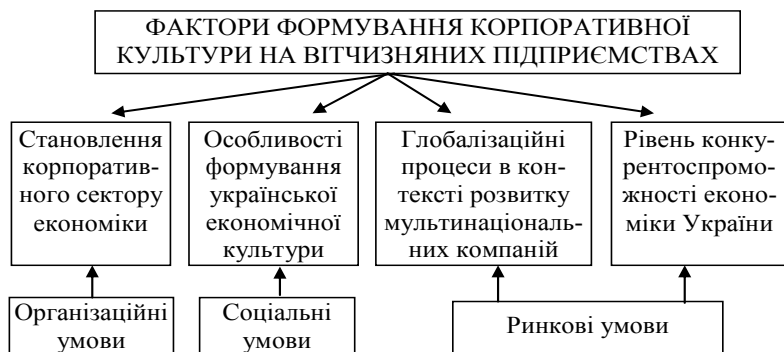 ФАКТОРИ ФОРМУВАННЯ КОРПОРАТИВНОЇ
КУЛЬТУРИ НА ВІТЧИЗНЯНИХ ПІДПРИЄМСТВАХ
Становлення
корпоратив-
ного сектору
економіки
Особливості
формування
української
економічної
культури
Глобалізаційні
процеси в кон-
тексті розвитку
мультинаціональ-
них компаній
Рівень конку-
рентоспромо-
жності еконо-
міки України
Організаційні
умови
Соціальні
умови
Ринкові умови